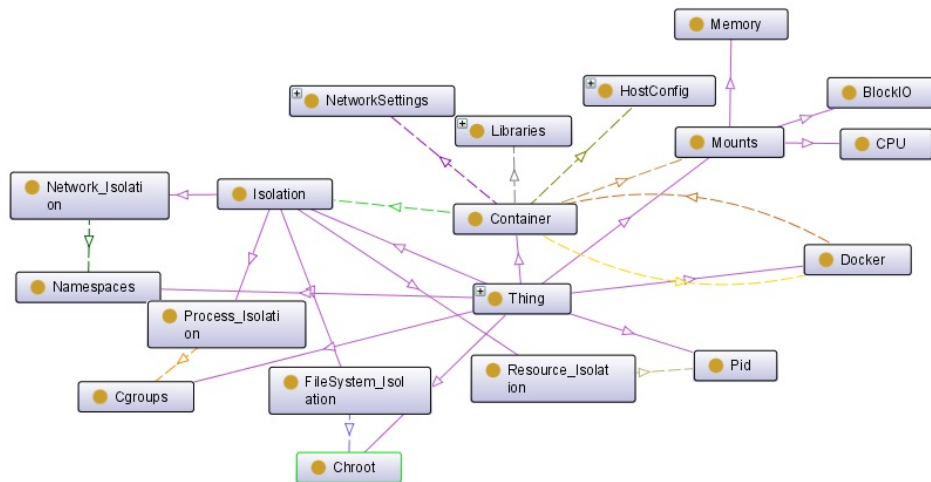 Memory
NetworkSettings
HostConfig
BlockIO
Libraries
Mounts
CPU
Network_Isolati
on
Isolation
Container
Docker
Namespaces
Thing
Process_Isolati
on
Resource_Isolat
ion
Pid
Cgroups
FileSystem_Isol
ation
Chroot